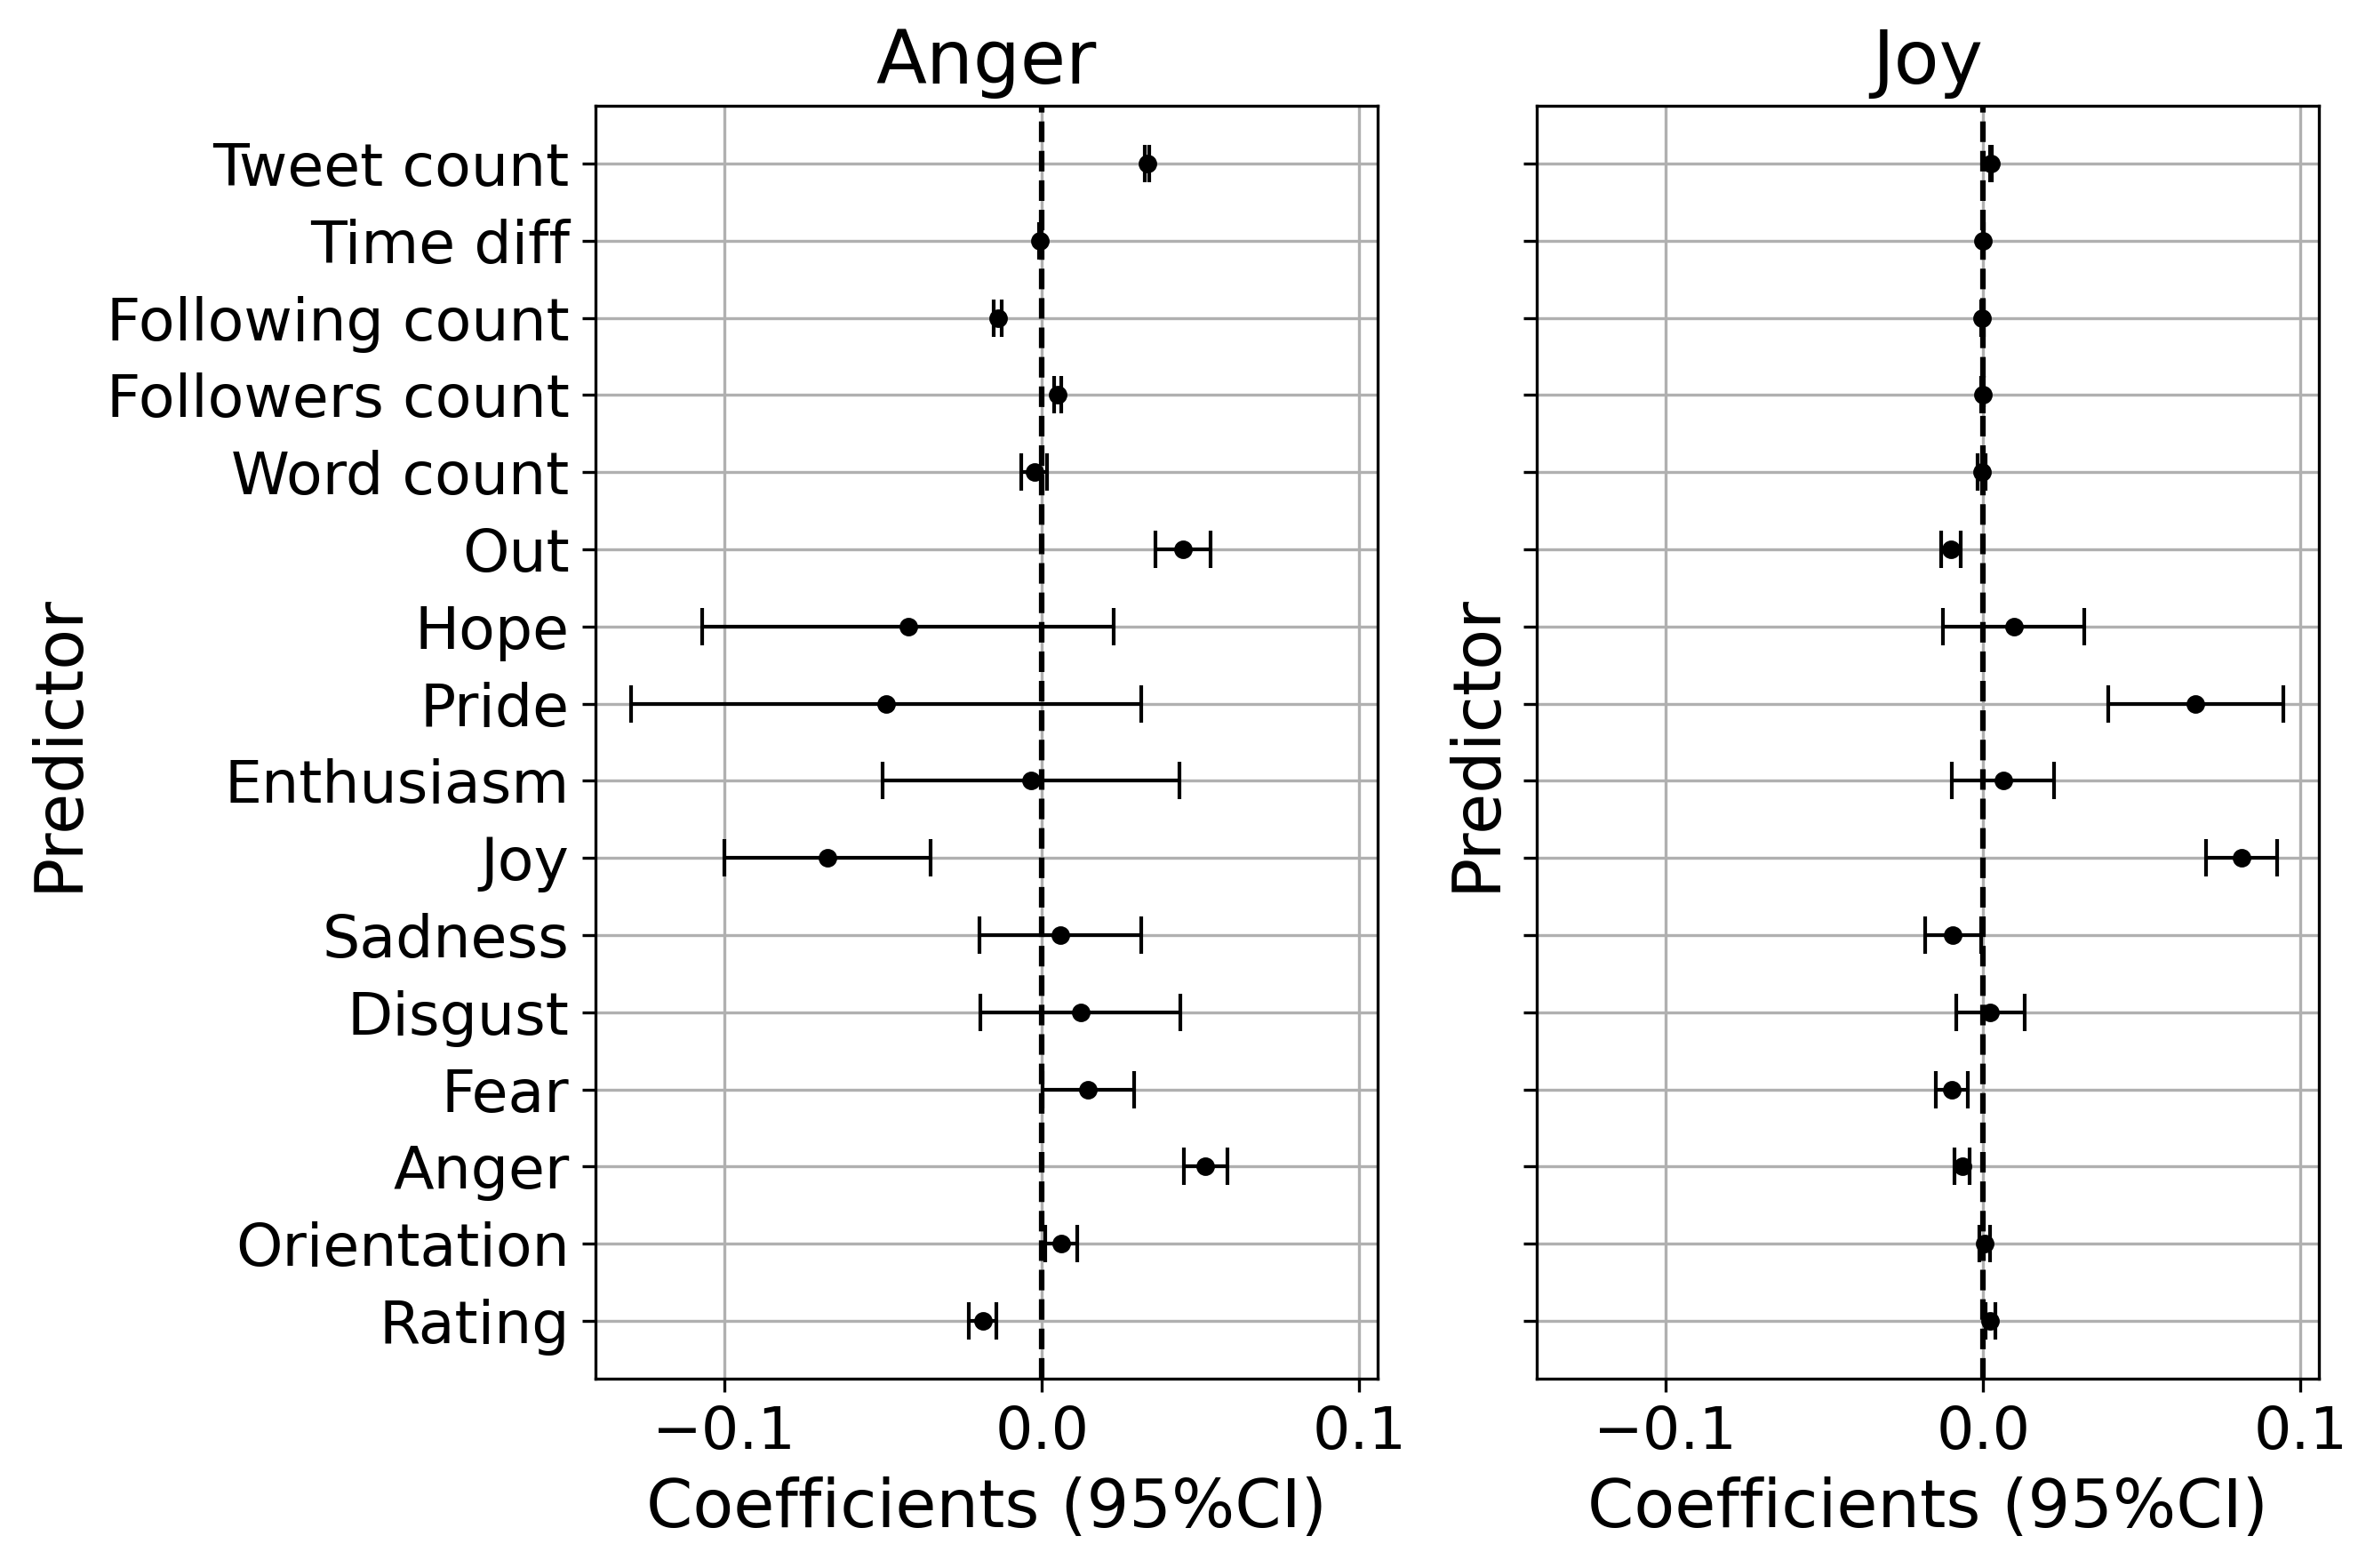 Anger
Joy
Predictor
Tweet count
Time diff
Following count
Followers count
Word count
Out
Hope
Pride
Enthusiasm
Joy
Sadness
Disgust
Fear
Anger
Orientation
Rating
−0.1
0.0
0.1
Coefficients (95%CI)
Predictor
−0.1
0.0
0.1
Coefficients (95%CI)